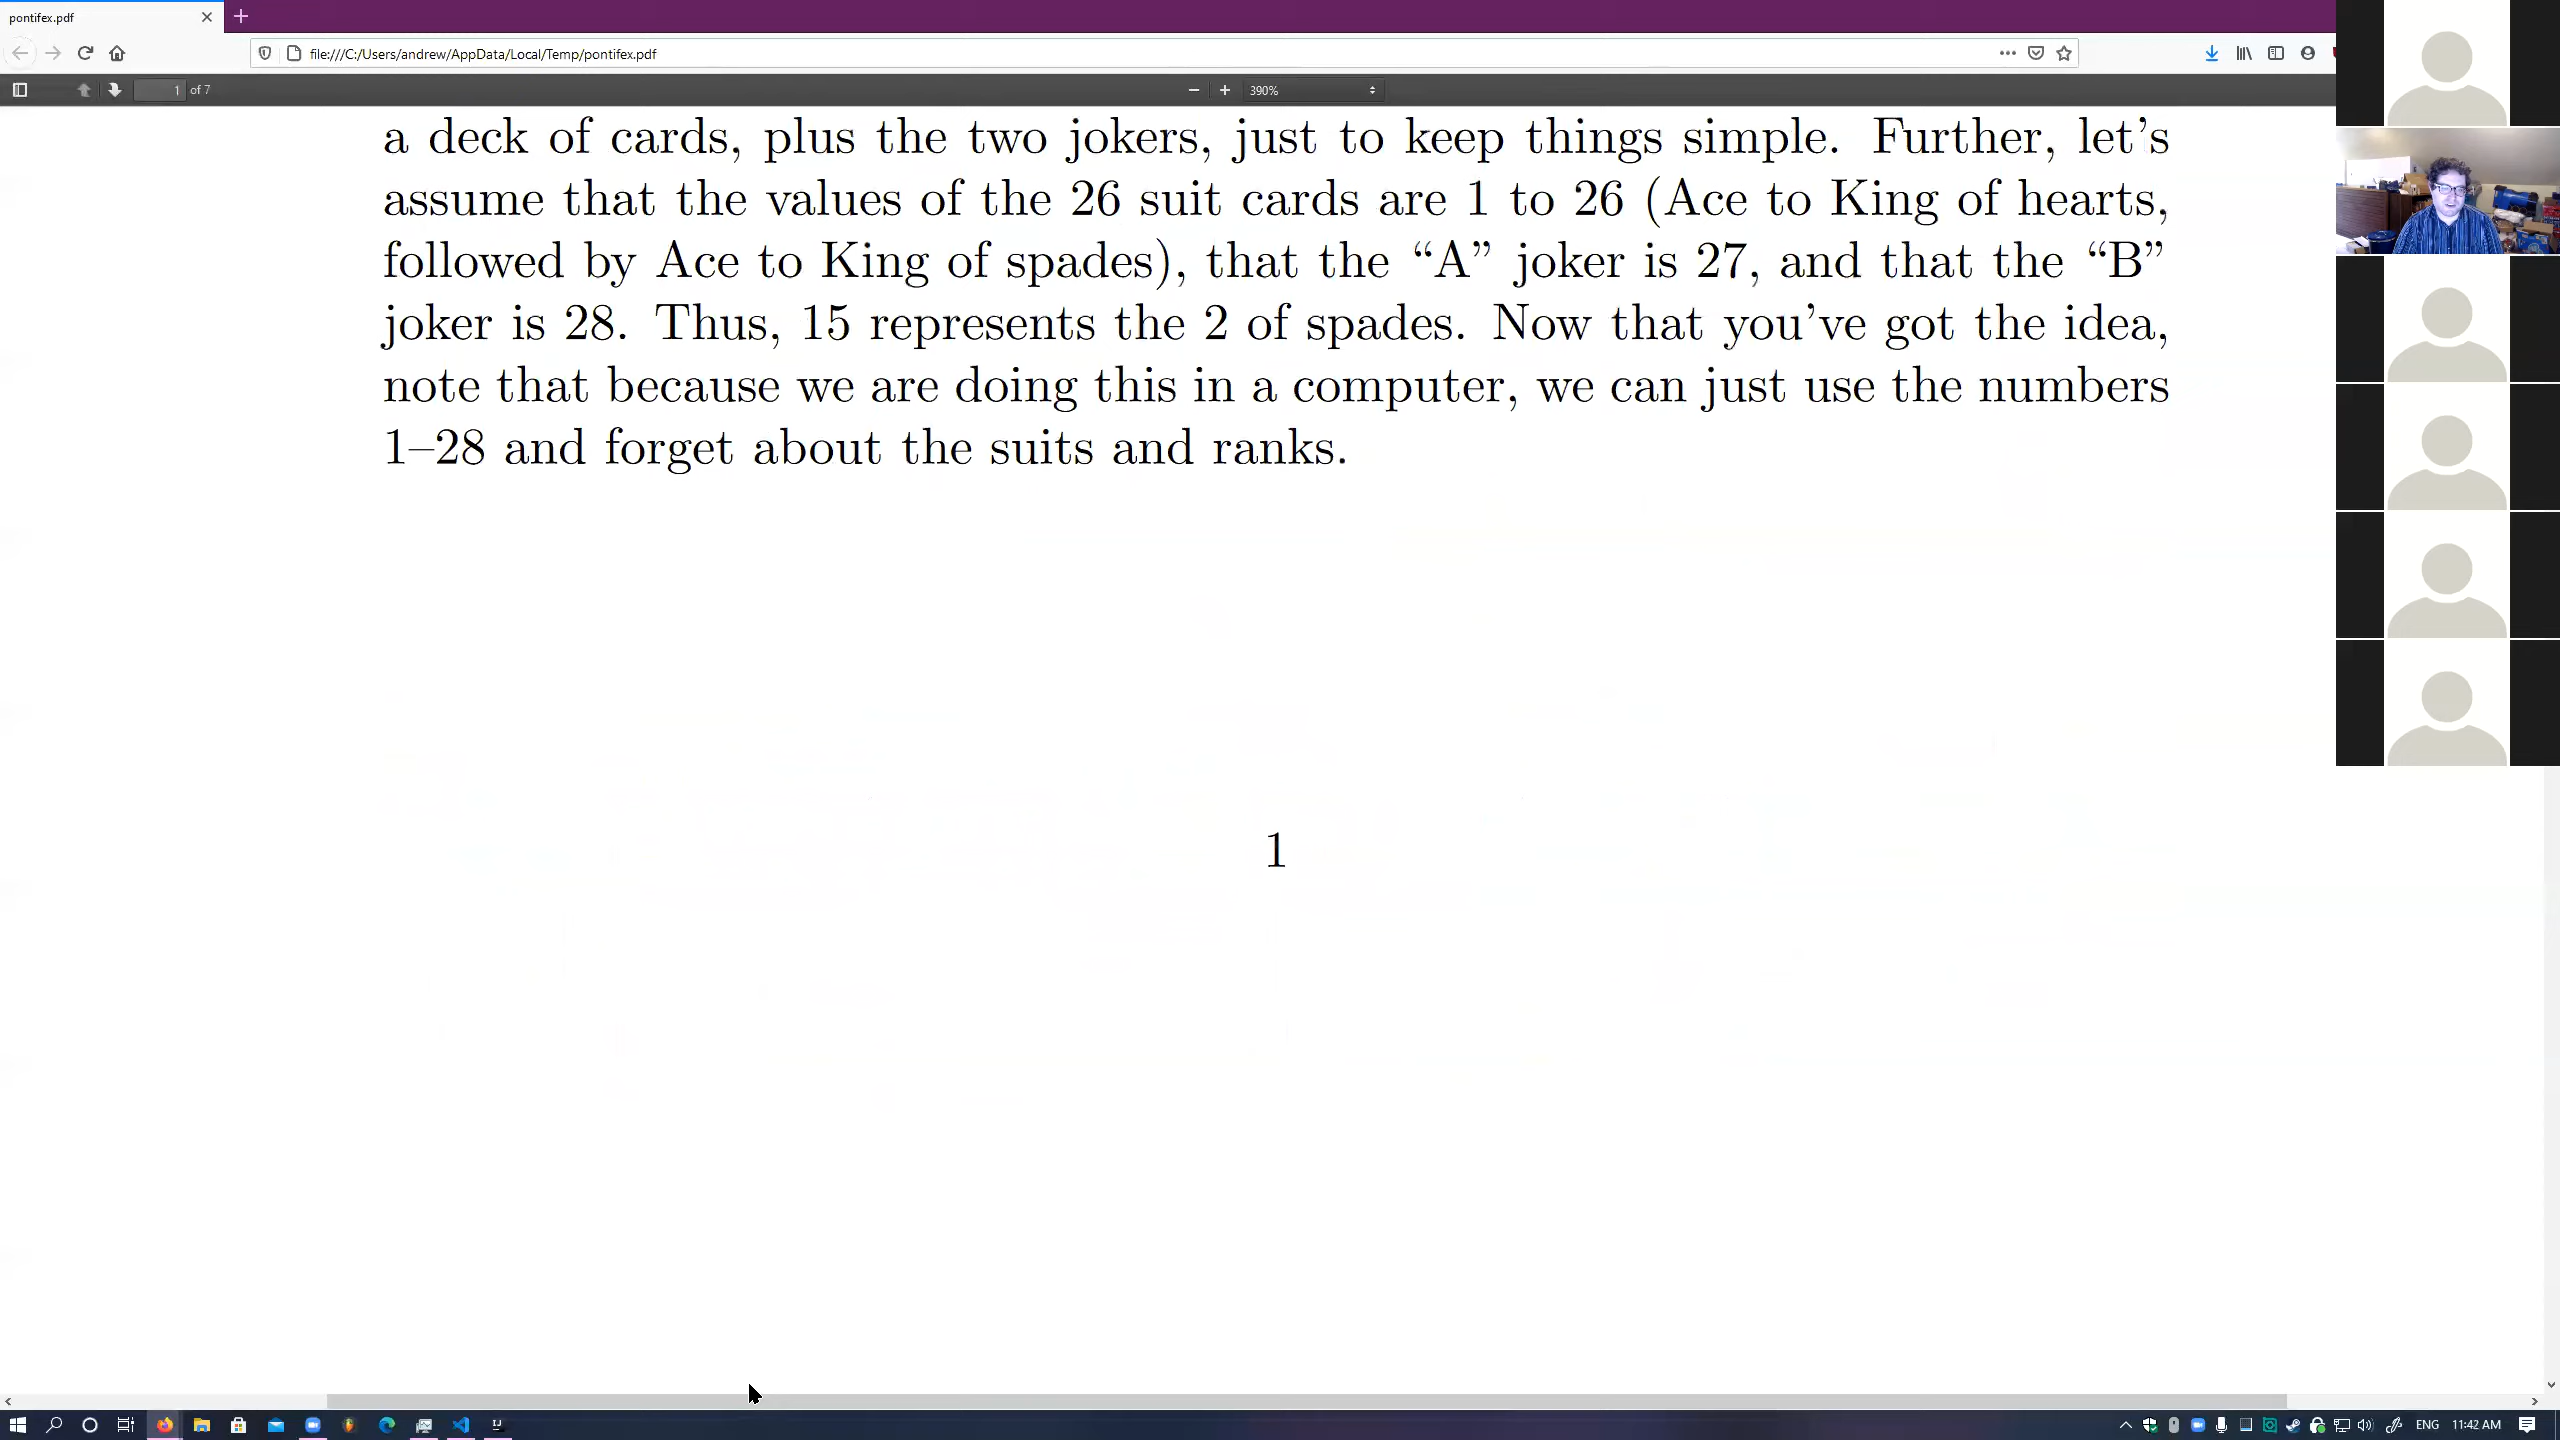 pontifex.pdf
file:///C:/Users/andrew/AppData/Local/Temp/pontifex.pdf
1 of 7
390%
a deck of cards, plus the two jokers, just to keep things simple. Further, let's
assume that the values of the 26 suit cards are 1 to 26 (Ace to King of hearts,
followed by Ace to King of spades), that the “A” joker is 27, and that the “B”
joker is 28. Thus, 15 represents the 2 of spades. Now that you've got the idea,
note that because we are doing this in a computer, we can just use the numbers
1–28 and forget about the suits and ranks.
1
ENG 11:42 AM